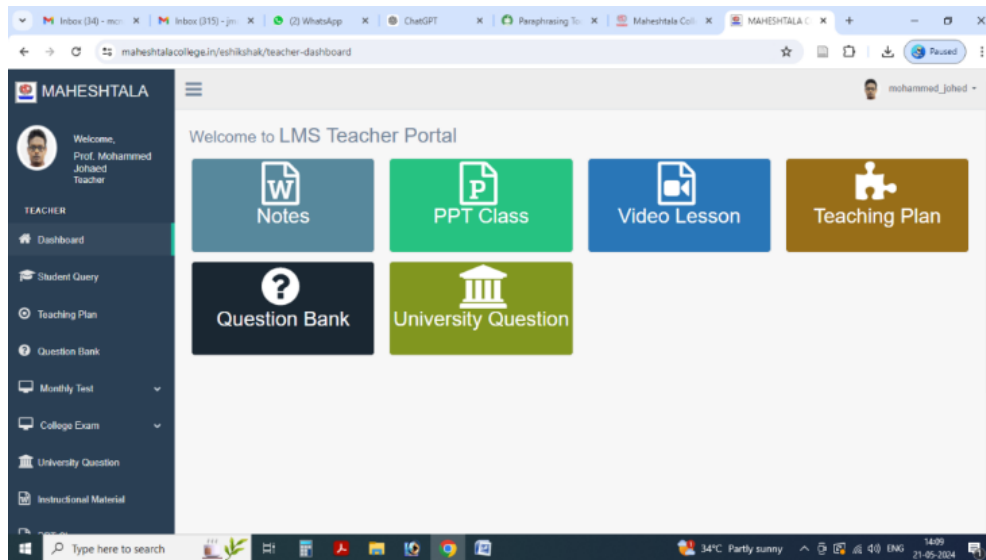 Inbox (34) - mor
Inbox (315) - jm
(2) WhatsApp
ChatGPT
Paraphrasing To
Maheshtala Coll
MAHESHTALA C
maheshtalacollege.in/eshikshak/teacher-dashboard
Paused
MAHESHTALA
mohammed_johed
Welcome,
Prof. Mohammed
Johaed
Teacher
TEACHER
Dashboard
Student Query
Teaching Plan
Question Bank
Monthly Test
College Exam
University Question
Instructional Material
Welcome to LMS Teacher Portal
W
Notes
P
PPT Class
Video Lesson
Teaching Plan
?
Question Bank
University Question
Type here to search
34°C Partly sunny
ENG
14:09
21-05-2024